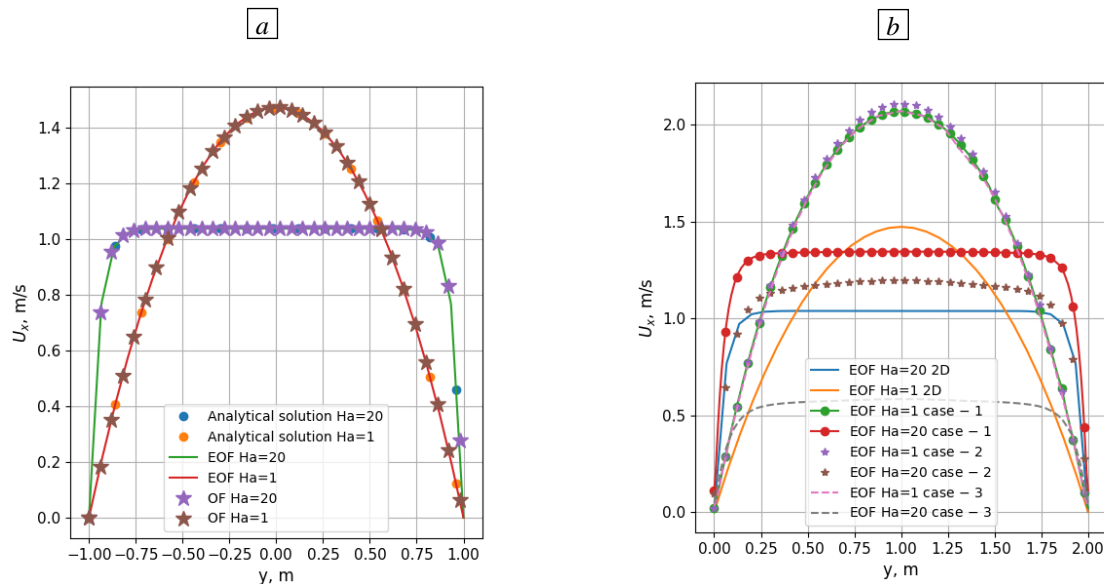 a
b
1.4
1.2
1.0
0.8
0.6
0.4
0.2
0.0
U_x, m/s
Analytical solution Ha=20
Analytical solution Ha=1
EOF Ha=20
EOF Ha=1
OF Ha=20
OF Ha=1
−1.00 −0.75 −0.50 −0.25 0.00 0.25 0.50 0.75 1.00
y, m
2.0
1.5
1.0
0.5
0.0
U_x, m/s
EOF Ha=20 2D
EOF Ha=1 2D
EOF Ha=1 case − 1
EOF Ha=20 case − 1
EOF Ha=1 case − 2
EOF Ha=20 case − 2
EOF Ha=1 case − 3
EOF Ha=20 case − 3
0.00 0.25 0.50 0.75 1.00 1.25 1.50 1.75 2.00
y, m